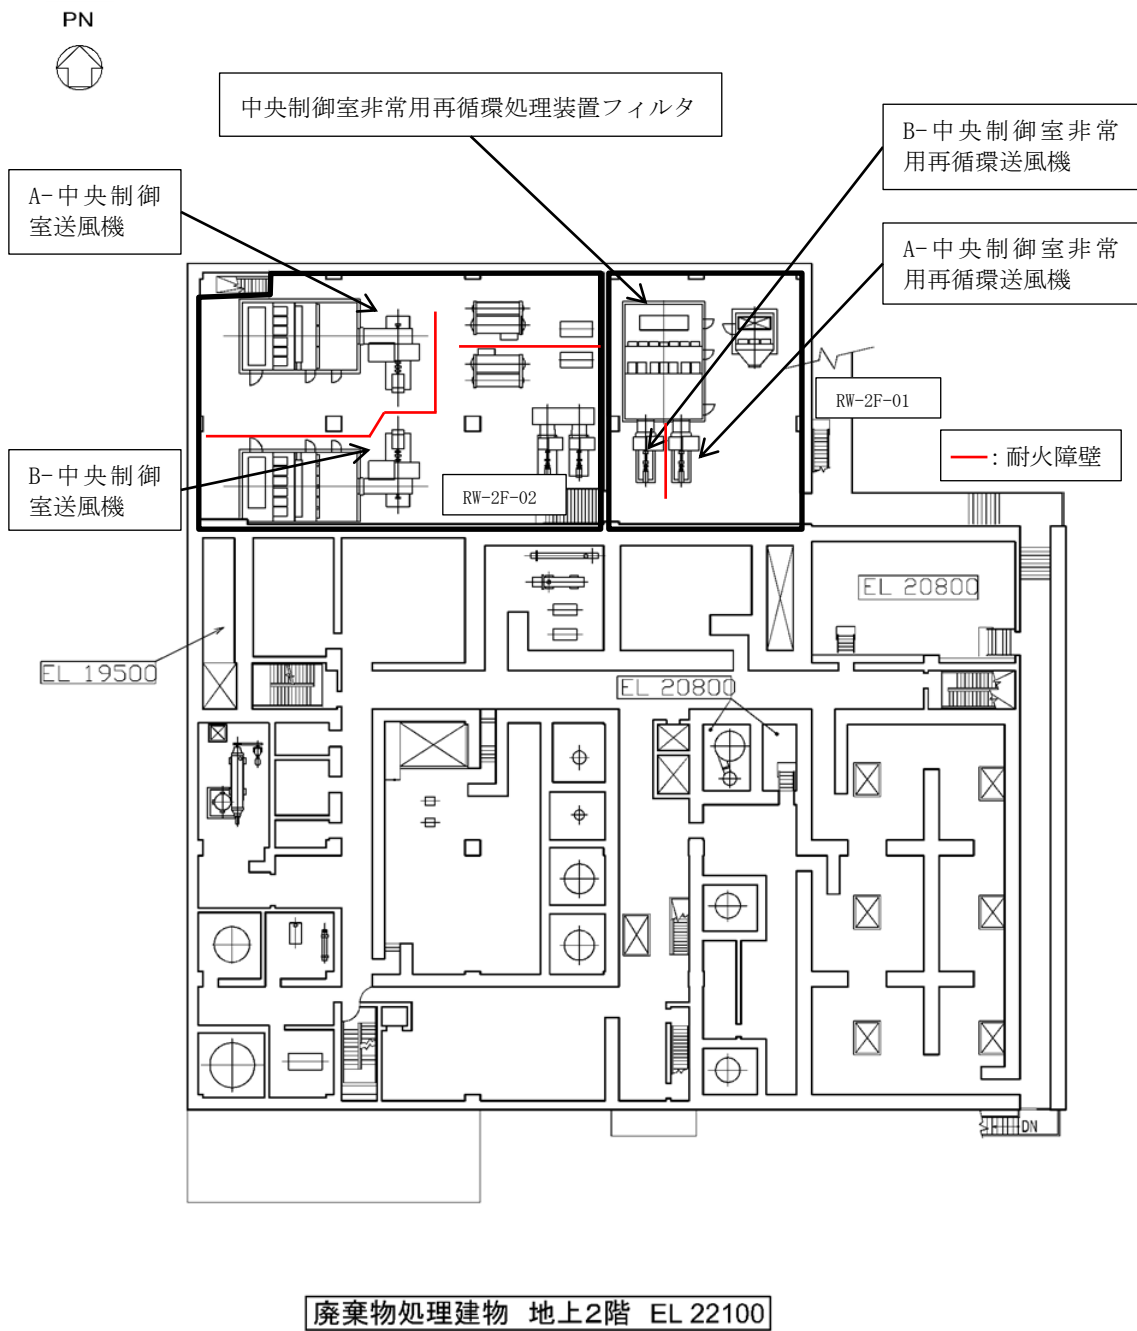 PN
中央制御室非常用再循環処理装置フィルタ
B-中央制御室非常
用再循環送風機
A-中央制御
室送風機
A-中央制御室非常
用再循環送風機
RW-2F-01
: 耐火障壁
B-中央制御
室送風機
RW-2F-02
EL 20800
EL 19500
EL 20800
DN
廃棄物処理建物 地上2階 EL 22100